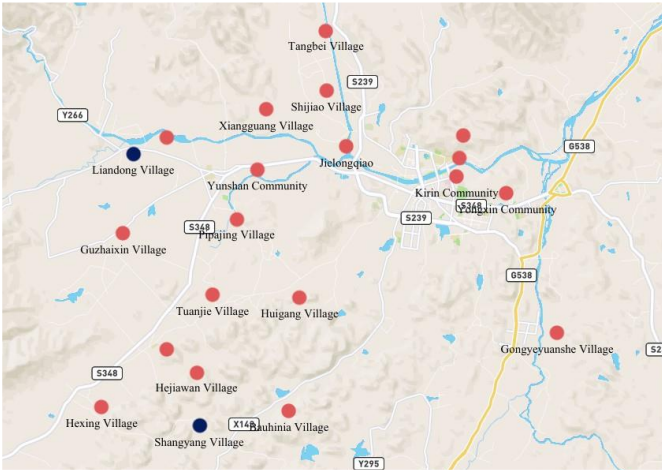 Tangbei Village
S239
Shijiao Village
Y266
Xiangguang Village
G538
Jielongqiao
Liandong Village
Yunshan Community
Kirin Community
S348
Yongxin Community
S239
S348
Pipajing Village
Guzhaixin Village
G538
Tuanjie Village
Huigang Village
Gongyeyuanshe Village
S2
S348
Hejiawan Village
Hexing Village
X148
Bauhinia Village
Shangyang Village
Y295